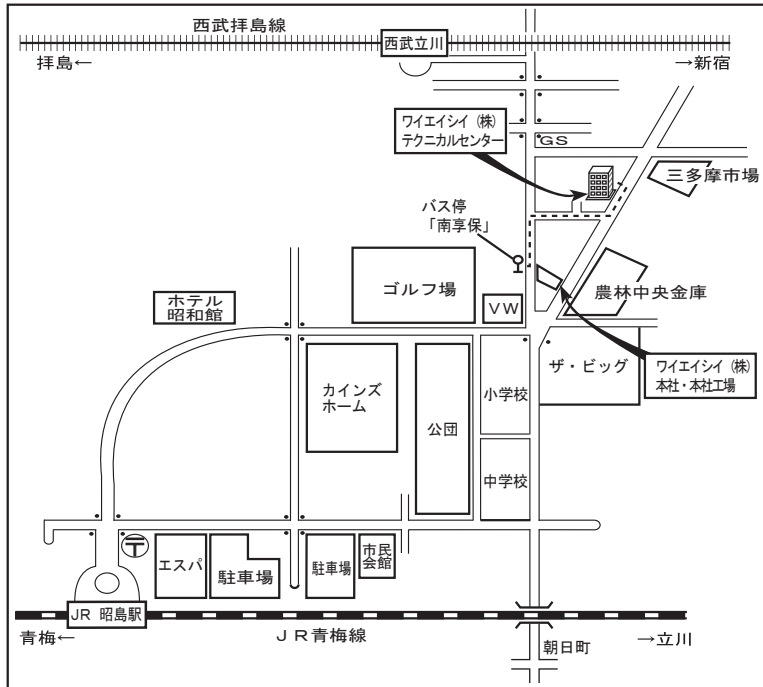 西武拝島線
西武立川
拝島←
→新宿
ワイエイシイ (株)
テクニカルセンター
GS
三多摩市場
バス停
「南享保」
ゴルフ場
農林中央金庫
ホテル
昭和館
VW
カインズ
ホーム
公団
小学校
ザ・ビッグ
ワイエイシイ (株)
本社・本社工場
中学校
〒
エスパ
駐車場
駐車場
市民
会館
JR 昭島駅
青梅←
JR青梅線
朝日町
→立川